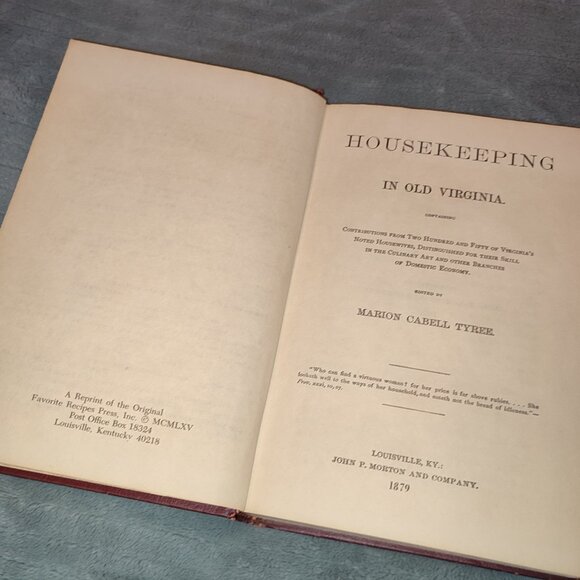 A Reprint of the Original
Favorite Recipes Press, Inc. © MCMLXV
Post Office Box 18324
Louisville, Kentucky 40218
HOUSEKEEPING
IN OLD VIRGINIA.
CONTAINING
Contributions from Two Hundred and Fifty of Virginia's
Noted Housewives, Distinguished for their Skill
in the Culinary Art and other Branches
of Domestic Economy.
EDITED BY
MARION CABELL TYREE.
"Who can find a virtuous woman? for her price is far above rubies. . . . She
looketh well to the ways of her household, and eateth not the bread of idleness."—
Prov. xxxi, 10, 27.
LOUISVILLE, KY.:
JOHN P. MORTON AND COMPANY.
1879